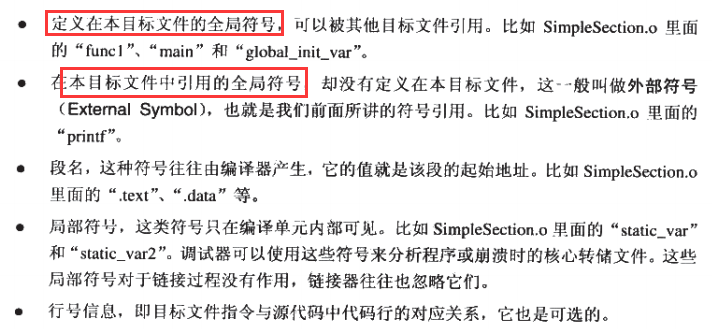 ● 定义在本目标文件的全局符号，可以被其他目标文件引用。比如 SimpleSection.o 里面
的“func1”、“main”和“global_init_var”。
● 在本目标文件中引用的全局符号，却没有定义在本目标文件，这一般叫做外部符号
（External Symbol），也就是我们前面所讲的符号引用。比如 SimpleSection.o 里面的
“printf”。
● 段名，这种符号往往由编译器产生，它的值就是该段的起始地址。比如 SimpleSection.o
里面的“.text”、“.data”等。
● 局部符号，这类符号只在编译单元内部可见。比如 SimpleSection.o 里面的“static_var”
和“static_var2”。调试器可以使用这些符号来分析程序或崩溃时的核心转储文件。这些
局部符号对于链接过程没有作用，链接器往往也忽略它们。
● 行号信息，即目标文件指令与源代码中代码行的对应关系，它也是可选的。